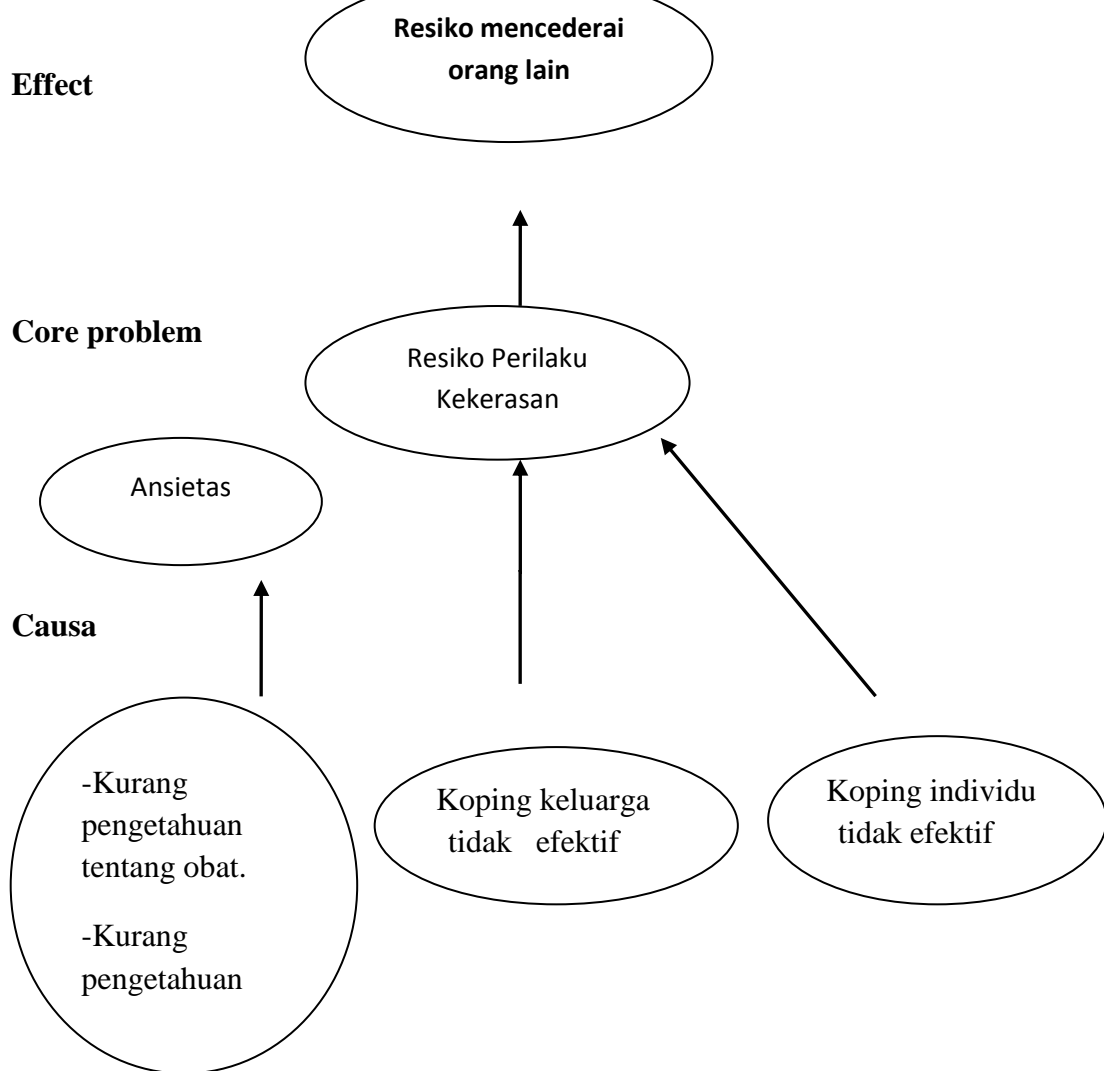 Resiko mencederai
orang lain
Effect
Core problem
Resiko Perilaku
Kekerasan
Ansietas
Causa
-Kurang
pengetahuan
tentang obat.
-Kurang
pengetahuan
Koping keluarga
tidak efektif
Koping individu
tidak efektif